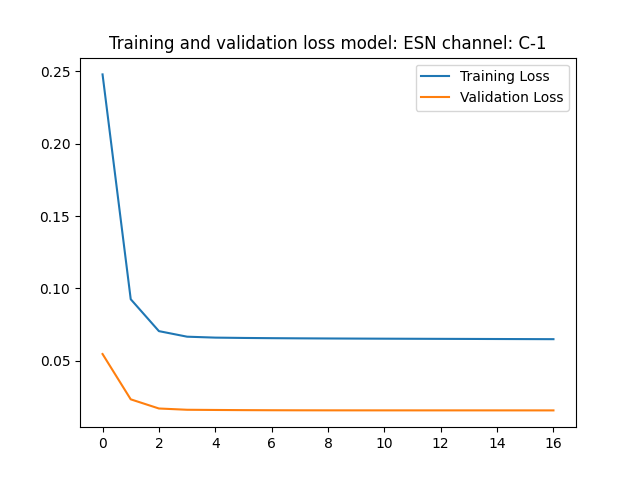 Training and validation loss model: ESN channel: C-1
Training Loss
Validation Loss
0.25
0.20
0.15
0.10
0.05
0 2 4 6 8 10 12 14 16